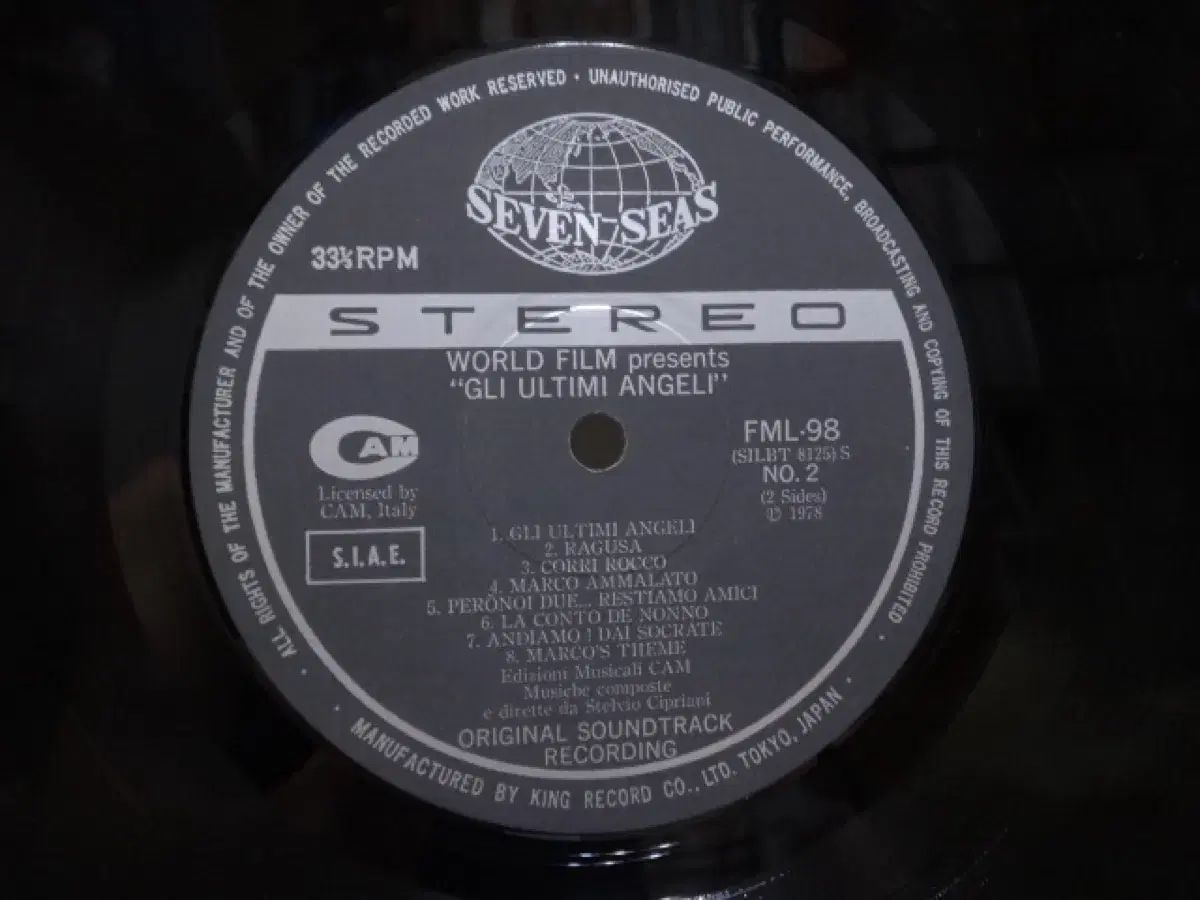 ALL RIGHTS OF THE MANUFACTURER AND OF THE OWNER OF THE RECORDED WORK RESERVED · UNAUTHORISED PUBLIC PERFORMANCE, BROADCASTING AND COPYING OF THIS RECORD PROHIBITED ·
SEVEN-SEAS
33⅓RPM
STEREO
WORLD FILM presents
"GLI ULTIMI ANGELI"
CAM
Licensed by
CAM, Italy
S.I.A.E.
FML-98
(SILBT 8125) S
NO. 2
(2 Sides)
Ⓟ 1978
1. GLI ULTIMI ANGELI
2. RAGUSA
3. CORRI ROCCO
4. MARCO AMMALATO
5. PERÒNOI DUE... RESTIAMO AMICI
6. LA CONTO DE NONNO
7. ANDIAMO ! DAI SOCRATE
8. MARCO'S THEME
Edizioni Musicali CAM
Musiche composte
e dirette da Stelvio Cipriani
ORIGINAL SOUNDTRACK
RECORDING
· MANUFACTURED BY KING RECORD CO., LTD. TOKYO, JAPAN ·